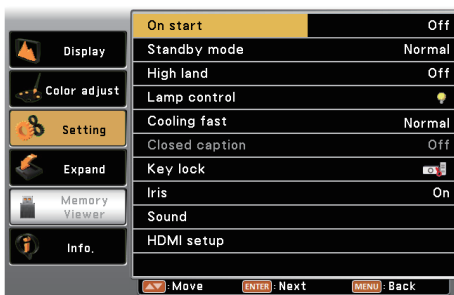 Display
Color adjust
Setting
Expand
Memory
Viewer
Info.
On start Off
Standby mode Normal
High land Off
Lamp control
Cooling fast Normal
Closed caption Off
Key lock
Iris On
Sound
HDMI setup
:Move ENTER :Next MENU :Back